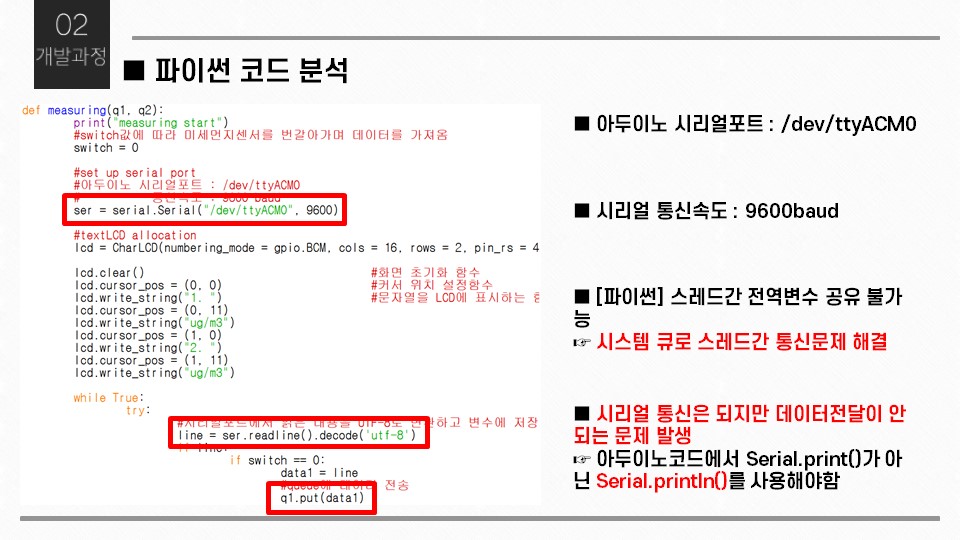 02
개발과정
■ 파이썬 코드 분석
def measuring(q1, q2):
print("measuring start")
#switch값에 따라 미세먼지센서를 번갈아가며 데이터를 가져옴
switch = 0
#set up serial port
#아두이노 시리얼포트 : /dev/ttyACM0
# 통신속도 : 9600 baud
ser = serial.Serial("/dev/ttyACM0", 9600)
#textLCD allocation
lcd = CharLCD(numbering_mode = gpio.BCM, cols = 16, rows = 2, pin_rs = 4
lcd.clear() #화면 초기화 함수
lcd.cursor_pos = (0, 0) #커서 위치 설정함수
lcd.write_string("1. ") #문자열을 LCD에 표시하는
lcd.cursor_pos = (0, 11)
lcd.write_string("ug/m3")
lcd.cursor_pos = (1, 0)
lcd.write_string("2. ")
lcd.cursor_pos = (1, 11)
lcd.write_string("ug/m3")
while True:
try:
#시리얼포트에서 읽은 내용을 UTF-8로 변환하고 변수에 저장
line = ser.readline().decode('utf-8')
if line:
if switch == 0:
data1 = line
#queue에 데이터 전송
q1.put(data1)
■ 아두이노 시리얼포트 : /dev/ttyACM0
■ 시리얼 통신속도 : 9600baud
■ [파이썬] 스레드간 전역변수 공유 불가
능
☞ 시스템 큐로 스레드간 통신문제 해결
■ 시리얼 통신은 되지만 데이터전달이 안
되는 문제 발생
☞ 아두이노코드에서 Serial.print()가 아
닌 Serial.println()를 사용해야함